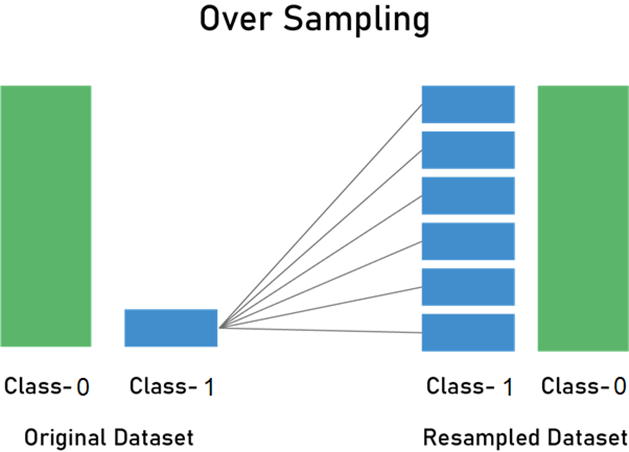 Over Sampling
Class-0 Class-1 Class-1 Class-0
Original Dataset Resampled Dataset